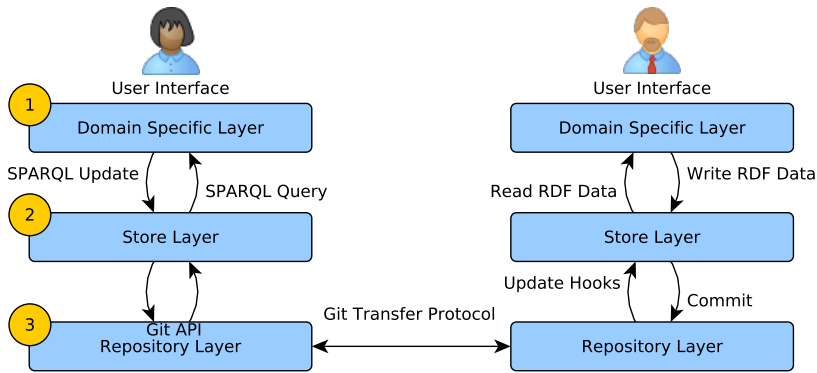 User Interface
User Interface
1
Domain Specific Layer
Domain Specific Layer
SPARQL Update
SPARQL Query
Read RDF Data
Write RDF Data
2
Store Layer
Store Layer
Update Hooks
Commit
Git Transfer Protocol
3
Git API
Repository Layer
Repository Layer